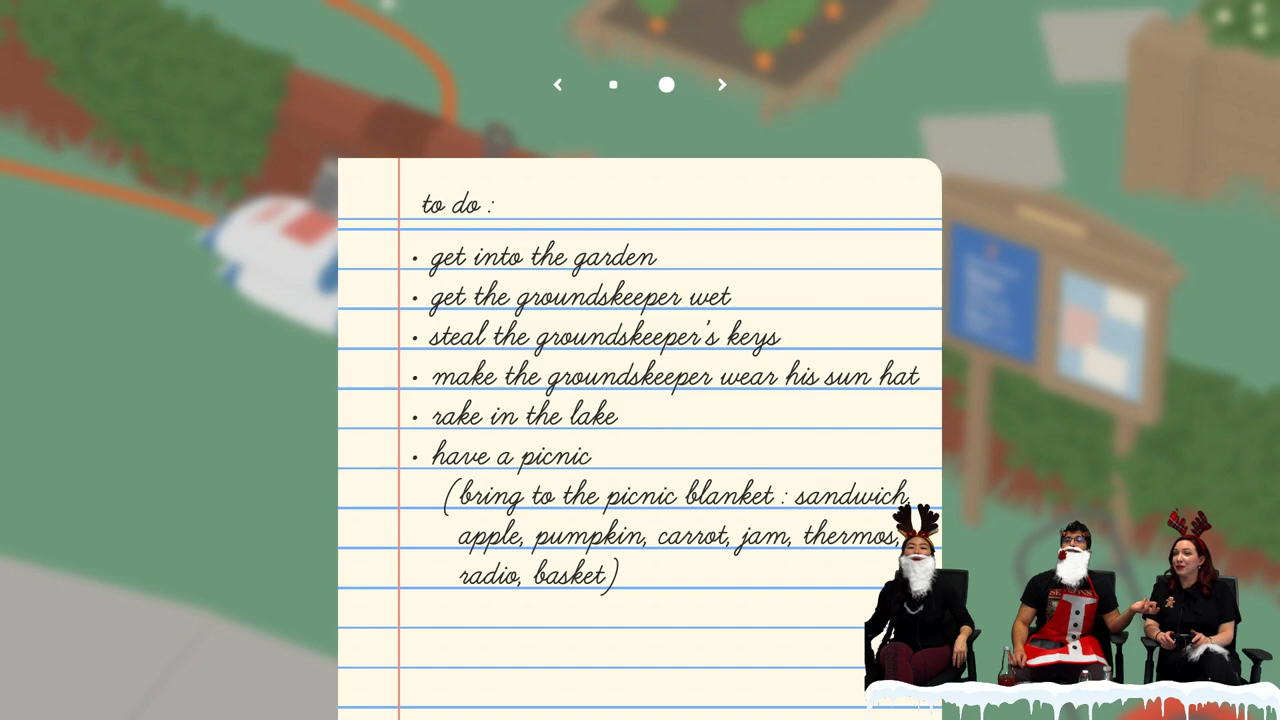 to do :
• get into the garden
• get the groundskeeper wet
• steal the groundskeeper's keys
• make the groundskeeper wear his sun hat
• rake in the lake
• have a picnic
(bring to the picnic blanket : sandwich,
apple, pumpkin, carrot, jam, thermos,
radio, basket)